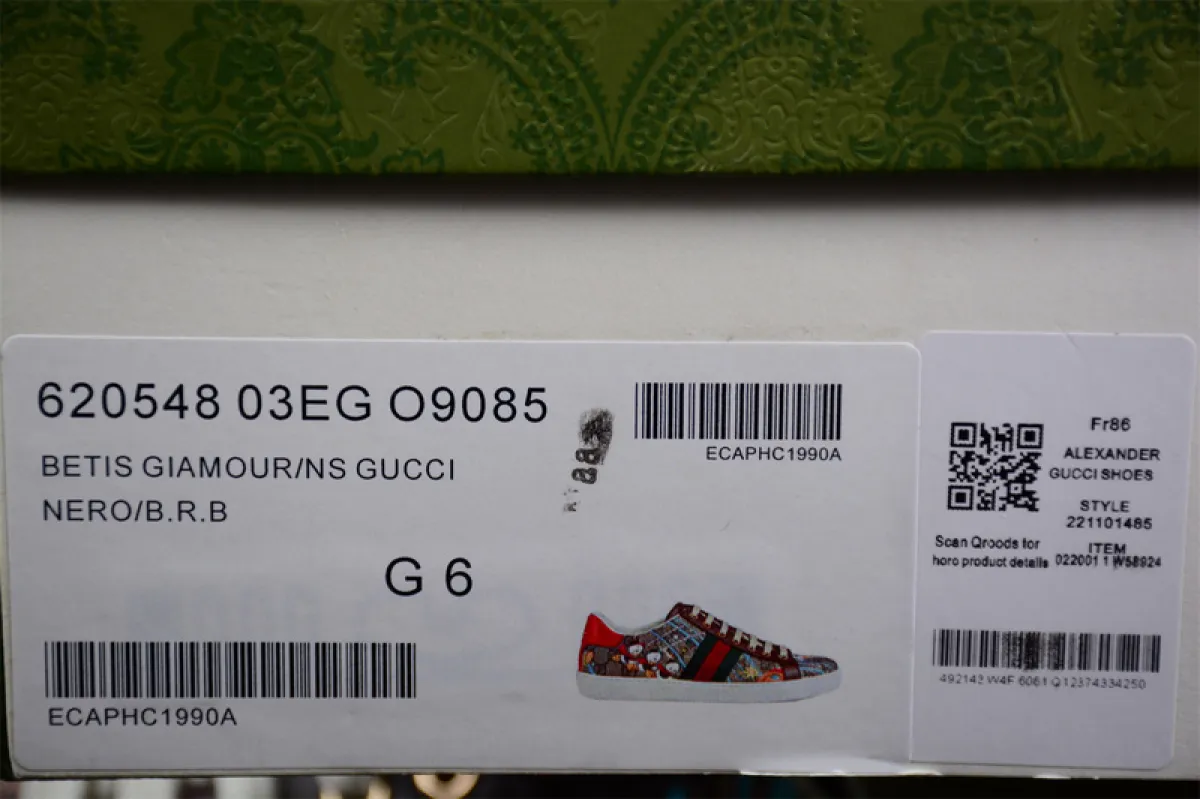 620548 03EG O9085
BETIS GIAMOUR/NS GUCCI
NERO/B.R.B
G 6
ECAPHC1990A
ECAPHC1990A
Fr86
ALEXANDER
GUCCI SHOES
STYLE
221101485
Scan Qroods for
horo product details
ITEM
022001 1 W58924
492142 W4F 6061 Q12374334250